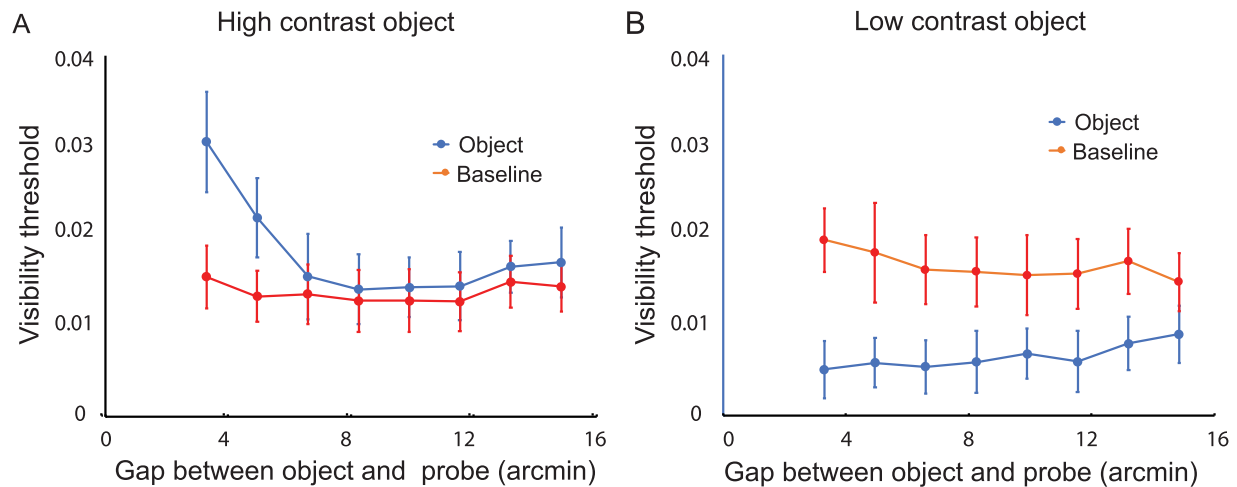 A
High contrast object
Visibility threshold
0.04
0.03
0.02
0.01
0
Object
Baseline
0 4 8 12 16
Gap between object and probe (arcmin)
B
Low contrast object
Visibility threshold
0.04
0.03
0.02
0.01
0
Object
Baseline
0 4 8 12 16
Gap between object and probe (arcmin)